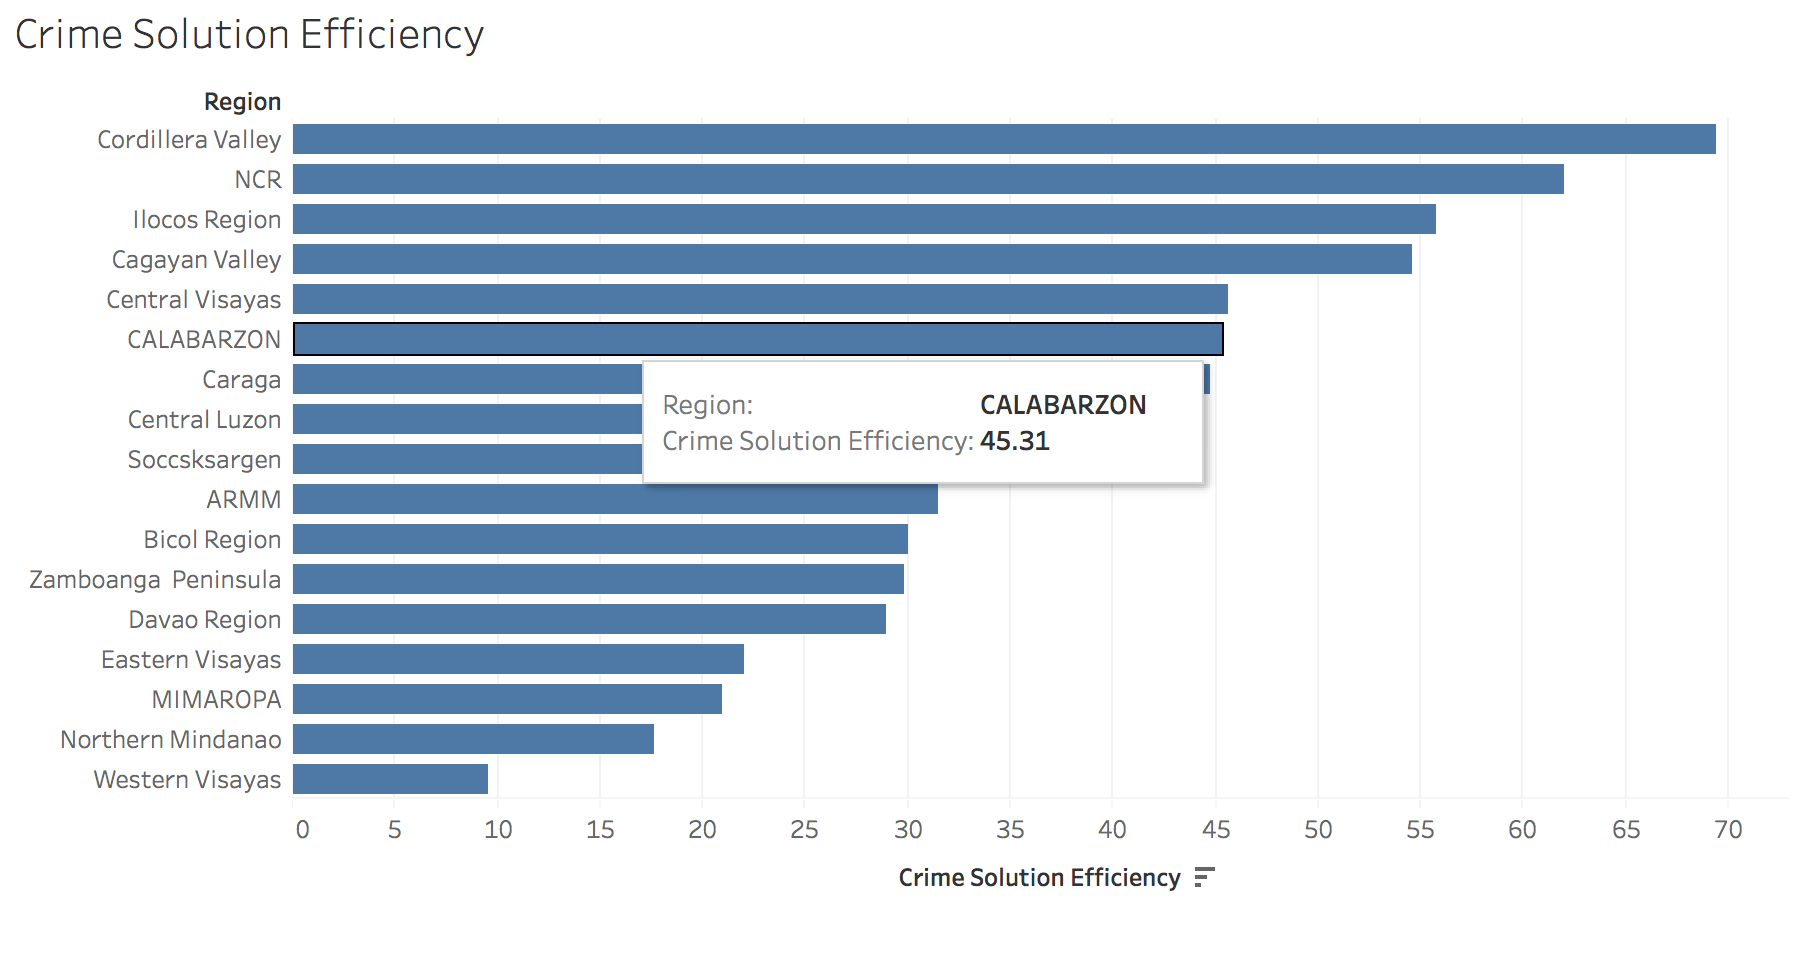 Crime Solution Efficiency
Region
Cordillera Valley
NCR
Ilocos Region
Cagayan Valley
Central Visayas
CALABARZON
Caraga
Central Luzon
Soccsksargen
ARMM
Bicol Region
Zamboanga  Peninsula
Davao Region
Eastern Visayas
MIMAROPA
Northern Mindanao
Western Visayas
Region: CALABARZON
Crime Solution Efficiency: 45.31
0 5 10 15 20 25 30 35 40 45 50 55 60 65 70
Crime Solution Efficiency